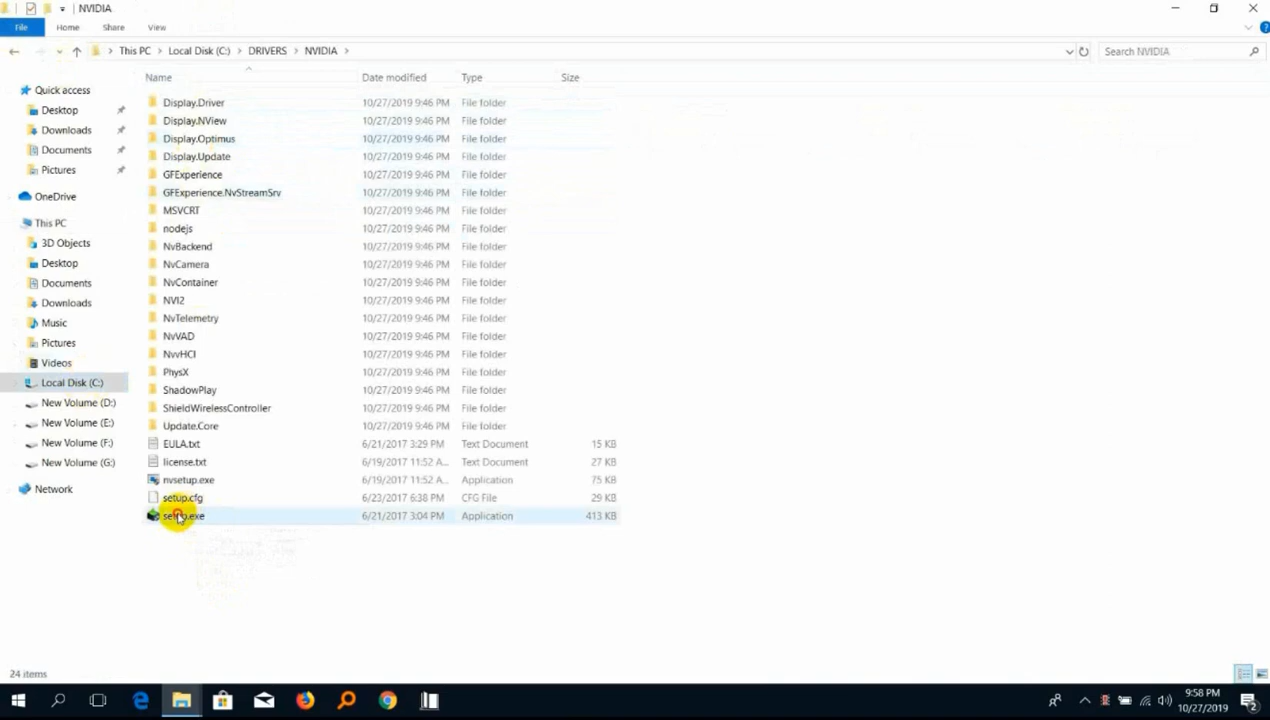 NVIDIA
File Home Share View
This PC Local Disk (C:) DRIVERS NVIDIA Search NVIDIA
Name Date modified Type Size
Quick access
Desktop
Downloads
Documents
Pictures
OneDrive
This PC
3D Objects
Desktop
Documents
Downloads
Music
Pictures
Videos
Local Disk (C:)
New Volume (D:)
New Volume (E:)
New Volume (F:)
New Volume (G:)
Network
Display.Driver 10/27/2019 9:46 PM File folder
Display.NView 10/27/2019 9:46 PM File folder
Display.Optimus 10/27/2019 9:46 PM File folder
Display.Update 10/27/2019 9:46 PM File folder
GFExperience 10/27/2019 9:46 PM File folder
GFExperience.NvStreamSrv 10/27/2019 9:46 PM File folder
MSVCRT 10/27/2019 9:46 PM File folder
nodejs 10/27/2019 9:46 PM File folder
NvBackend 10/27/2019 9:46 PM File folder
NvCamera 10/27/2019 9:46 PM File folder
NvContainer 10/27/2019 9:46 PM File folder
NVI2 10/27/2019 9:46 PM File folder
NvTelemetry 10/27/2019 9:46 PM File folder
NvVAD 10/27/2019 9:46 PM File folder
NvvHCI 10/27/2019 9:46 PM File folder
PhysX 10/27/2019 9:46 PM File folder
ShadowPlay 10/27/2019 9:46 PM File folder
ShieldWirelessController 10/27/2019 9:46 PM File folder
Update.Core 10/27/2019 9:46 PM File folder
EULA.txt 6/21/2017 3:29 PM Text Document 15 KB
license.txt 6/19/2017 11:52 A... Text Document 27 KB
nvsetup.exe 6/19/2017 11:52 A... Application 75 KB
setup.cfg 6/23/2017 6:38 PM CFG File 29 KB
setup.exe 6/21/2017 3:04 PM Application 413 KB
24 items
9:58 PM
10/27/2019
2